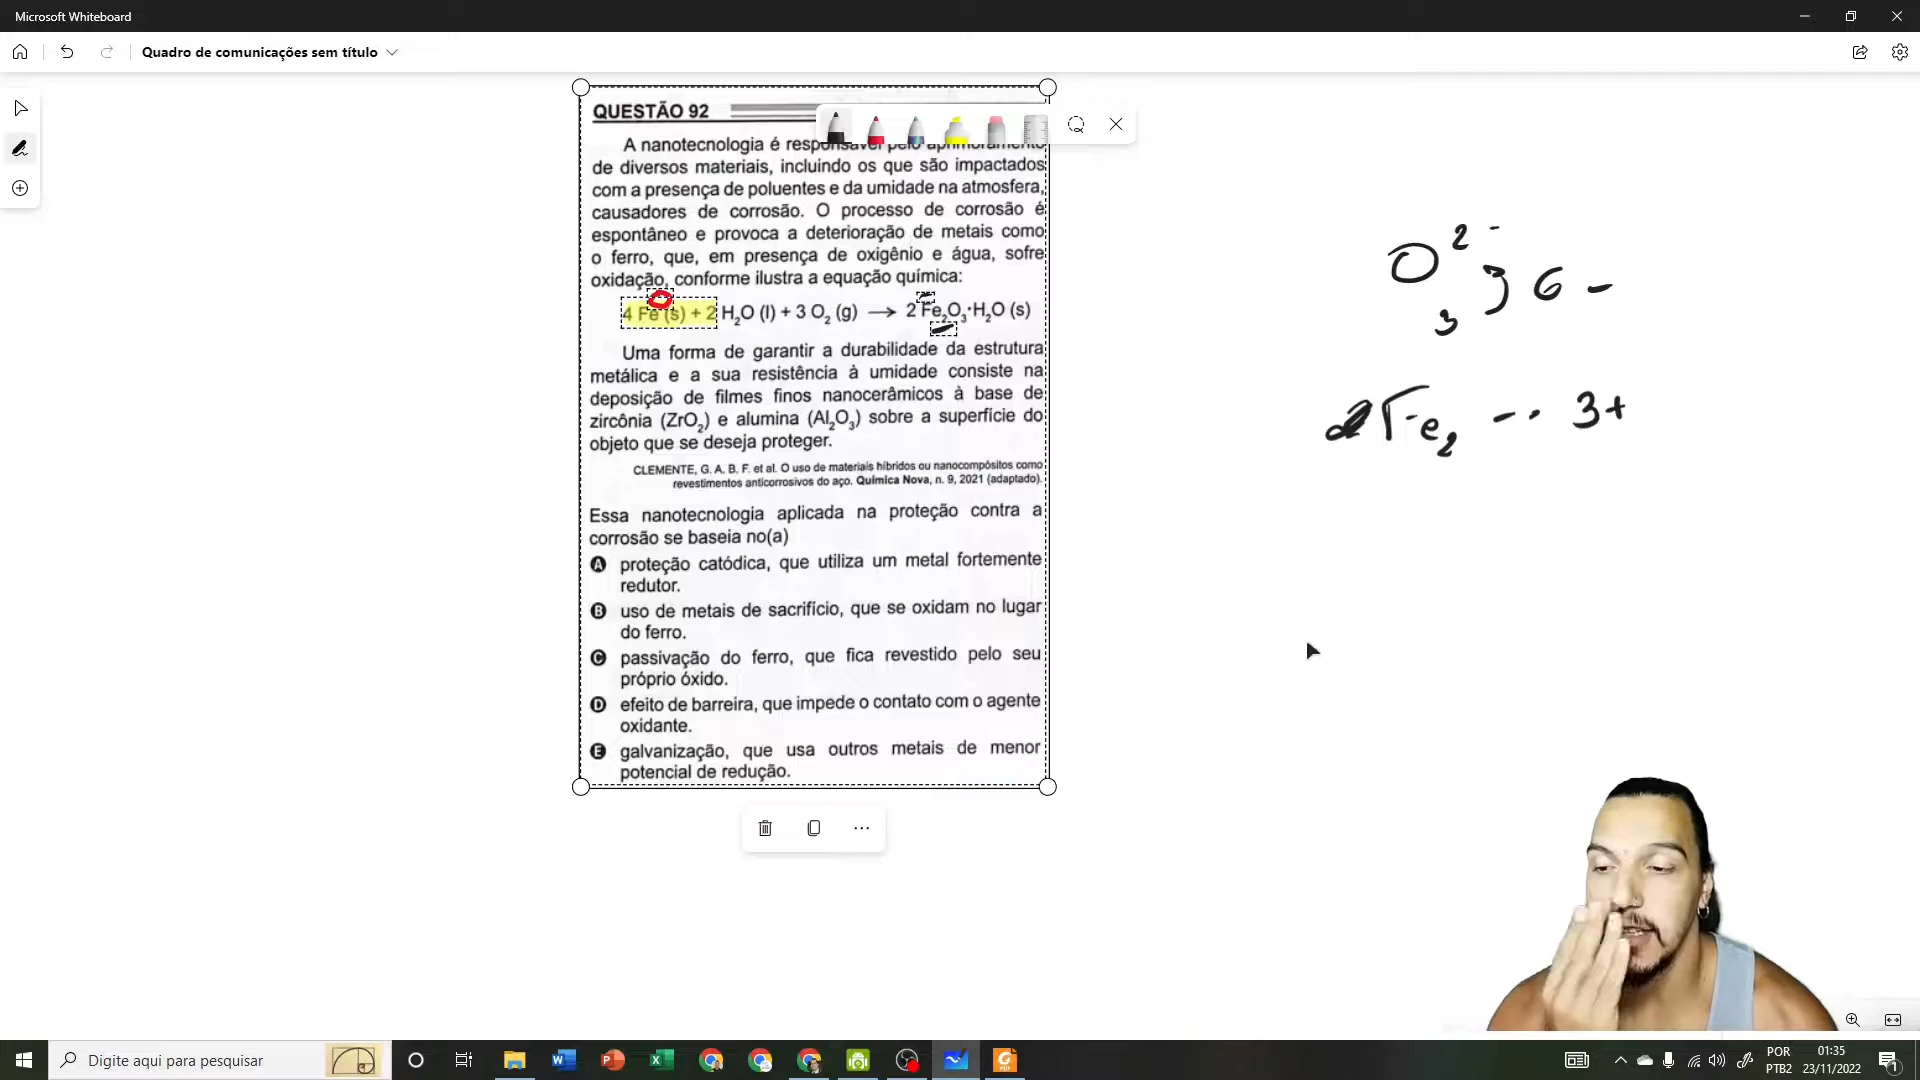 Microsoft Whiteboard
Quadro de comunicações sem título
QUESTÃO 92
A nanotecnologia é responsável pelo aprimoramento
de diversos materiais, incluindo os que são impactados
com a presença de poluentes e da umidade na atmosfera,
causadores de corrosão. O processo de corrosão é
espontâneo e provoca a deterioração de metais como
o ferro, que, em presença de oxigênio e água, sofre
oxidação, conforme ilustra a equação química:
4 Fe (s) + 2 H₂O (l) + 3 O₂ (g) → 2 Fe₂O₃·H₂O (s)
Uma forma de garantir a durabilidade da estrutura
metálica e a sua resistência à umidade consiste na
deposição de filmes finos nanocerâmicos à base de
zircônia (ZrO₂) e alumina (Al₂O₃) sobre a superfície do
objeto que se deseja proteger.
CLEMENTE, G. A. B. F. et al. O uso de materiais híbridos ou nanocompósitos como
revestimentos anticorrosivos do aço. Química Nova, n. 9, 2021 (adaptado).
Essa nanotecnologia aplicada na proteção contra a
corrosão se baseia no(a)
A proteção catódica, que utiliza um metal fortemente
redutor.
B uso de metais de sacrifício, que se oxidam no lugar
do ferro.
C passivação do ferro, que fica revestido pelo seu
próprio óxido.
D efeito de barreira, que impede o contato com o agente
oxidante.
E galvanização, que usa outros metais de menor
potencial de redução.
O₃²⁻ } 6 -
Fe₂ -- 3+
Digite aqui para pesquisar
POR
PTB2
01:35
23/11/2022
1